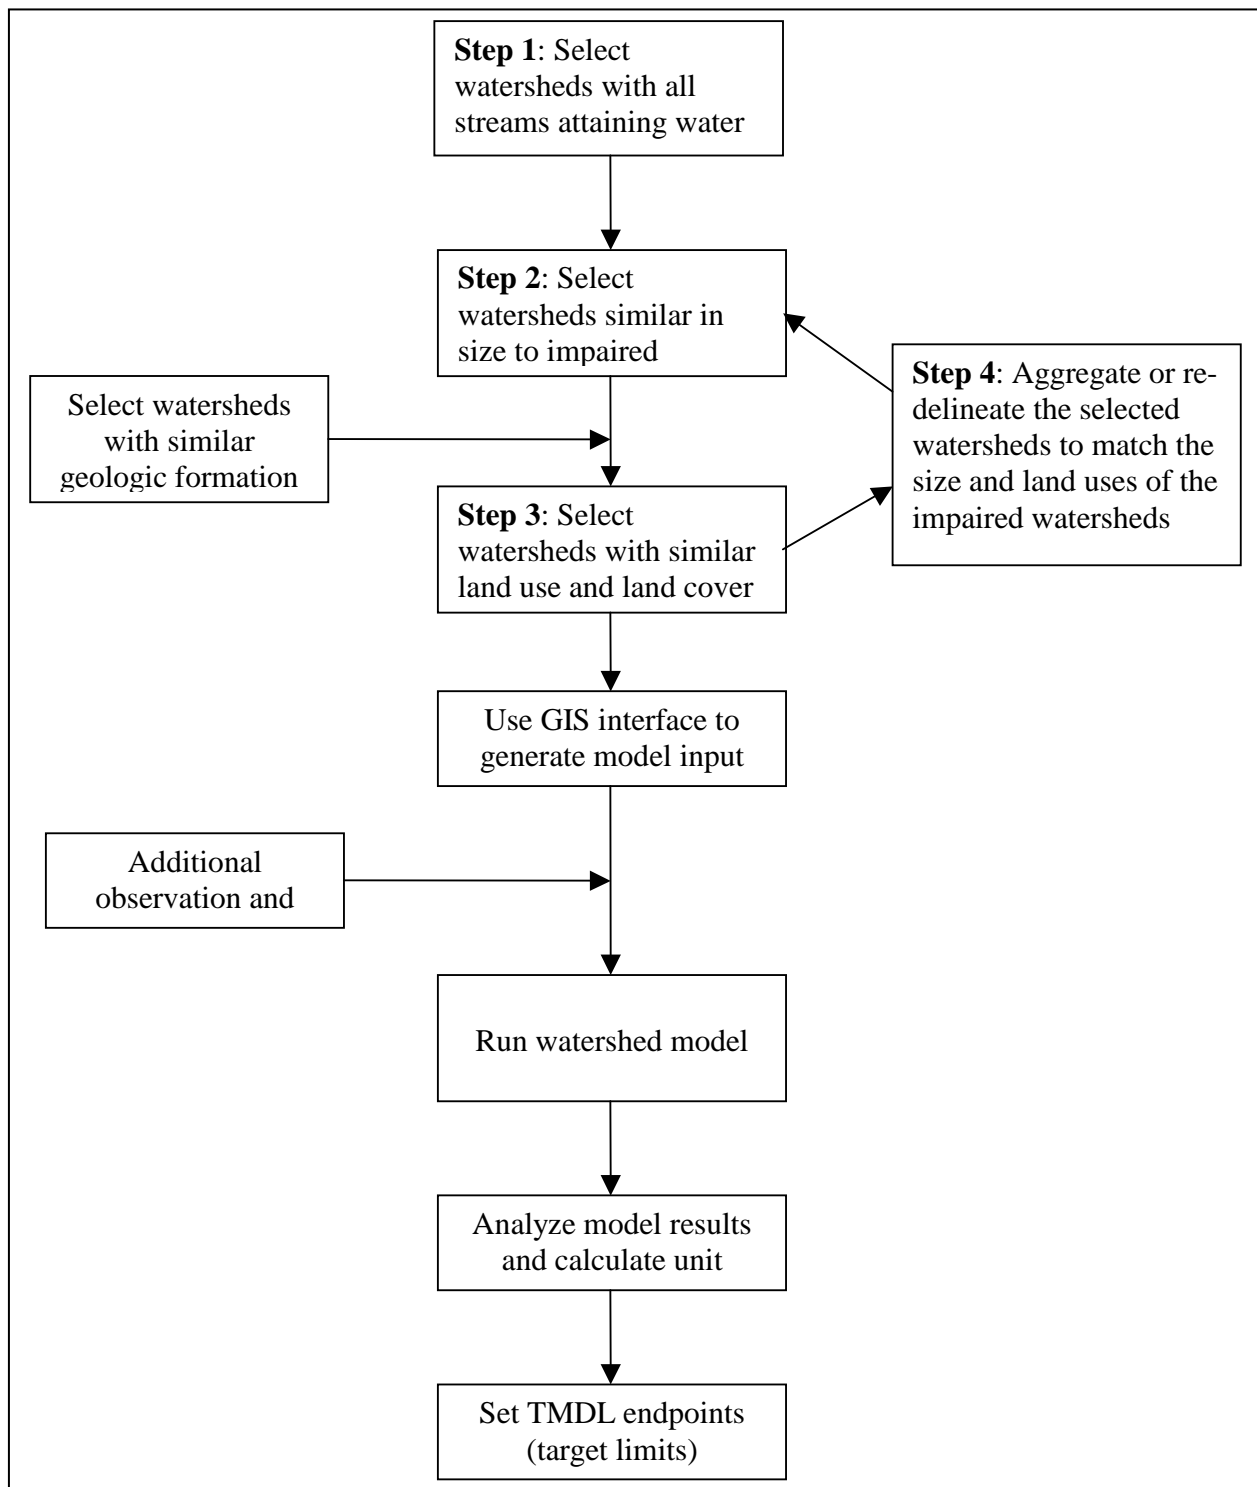 Step 1: Select
watersheds with all
streams attaining water
Step 2: Select
watersheds similar in
size to impaired
Select watersheds
with similar
geologic formation
Step 4: Aggregate or re-
delineate the selected
watersheds to match the
size and land uses of the
impaired watersheds
Step 3: Select
watersheds with similar
land use and land cover
Use GIS interface to
generate model input
Additional
observation and
Run watershed model
Analyze model results
and calculate unit
Set TMDL endpoints
(target limits)